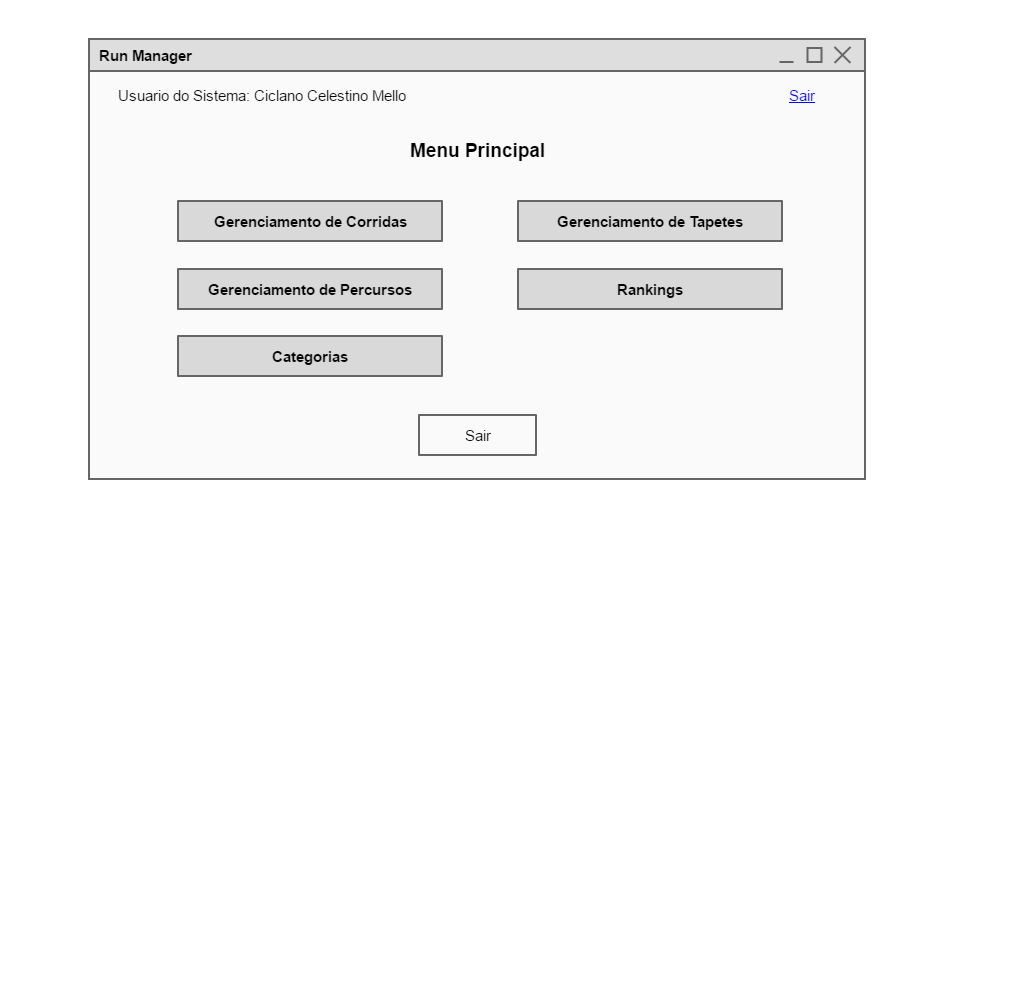 Run Manager
Usuario do Sistema: Ciclano Celestino Mello
Sair
Menu Principal
Gerenciamento de Corridas
Gerenciamento de Tapetes
Gerenciamento de Percursos
Rankings
Categorias
Sair